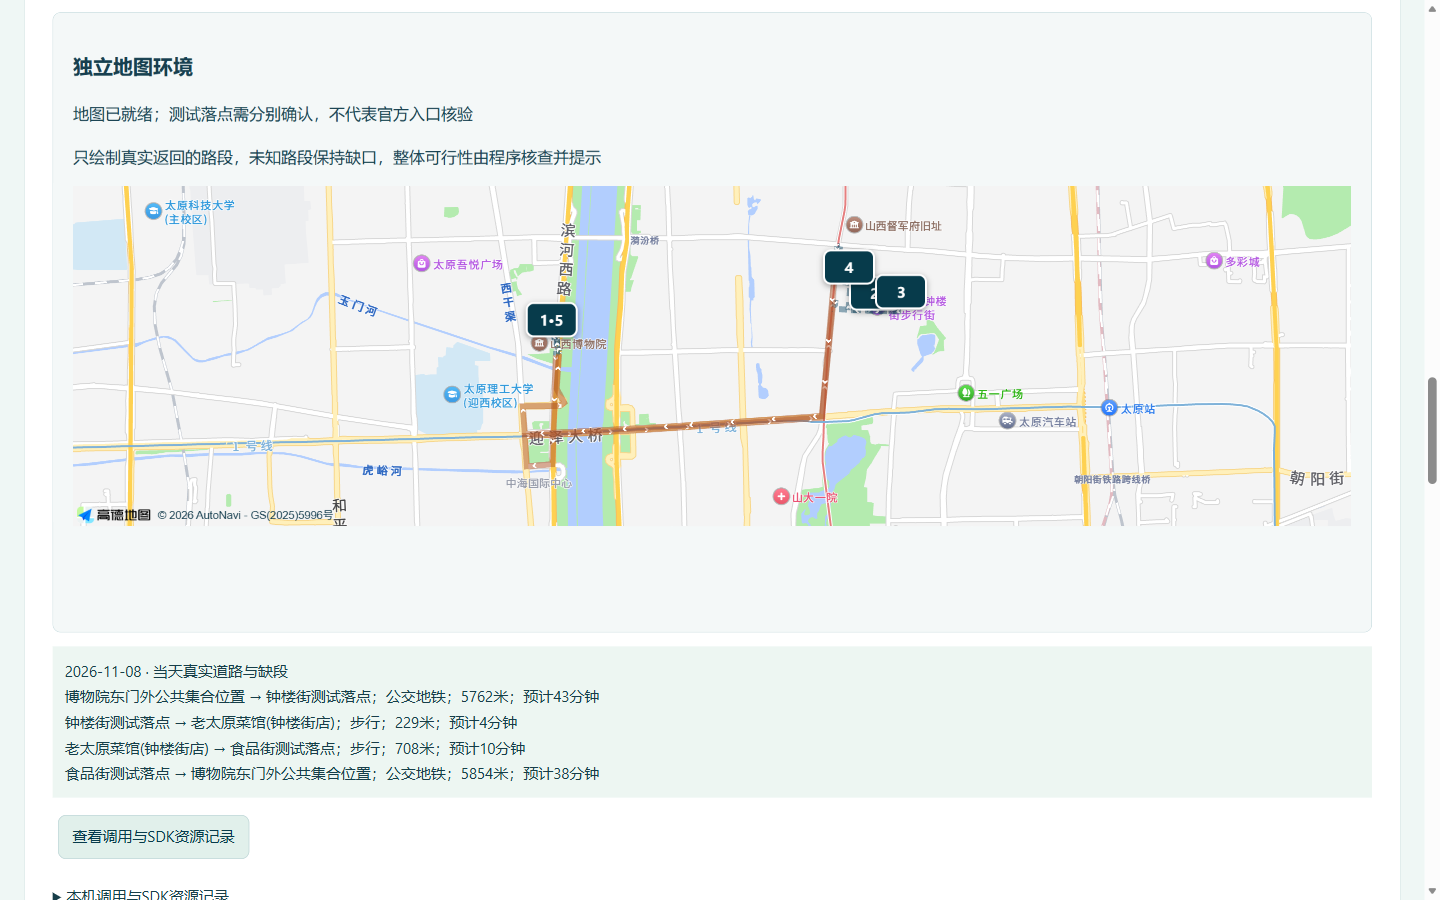 独立地图环境
地图已就绪；测试落点需分别确认，不代表官方入口核验
只绘制真实返回的路段，未知路段保持缺口，整体可行性由程序核查并提示
太原科技大学
(主校区)
滨河西路
漪汾桥
山西督军府旧址
太原吾悦广场
多彩城
4
2
3
钟楼
街步行街
西干渠
玉门河
1•5
山西博物院
太原理工大学
(迎西校区)
五一广场
太原站
太原汽车站
1号线
迎泽大桥
1号线
虎峪河
中海国际中心
山大一院
朝阳街铁路跨线桥
朝阳街
和平
高德地图 © 2026 AutoNavi - GS(2025)5996号
2026-11-08 · 当天真实道路与缺段
博物院东门外公共集合位置 → 钟楼街测试落点；公交地铁；5762米；预计43分钟
钟楼街测试落点 → 老太原菜馆(钟楼街店)；步行；229米；预计4分钟
老太原菜馆(钟楼街店) → 食品街测试落点；步行；708米；预计10分钟
食品街测试落点 → 博物院东门外公共集合位置；公交地铁；5854米；预计38分钟
查看调用与SDK资源记录
▶ 本机调用与SDK资源记录